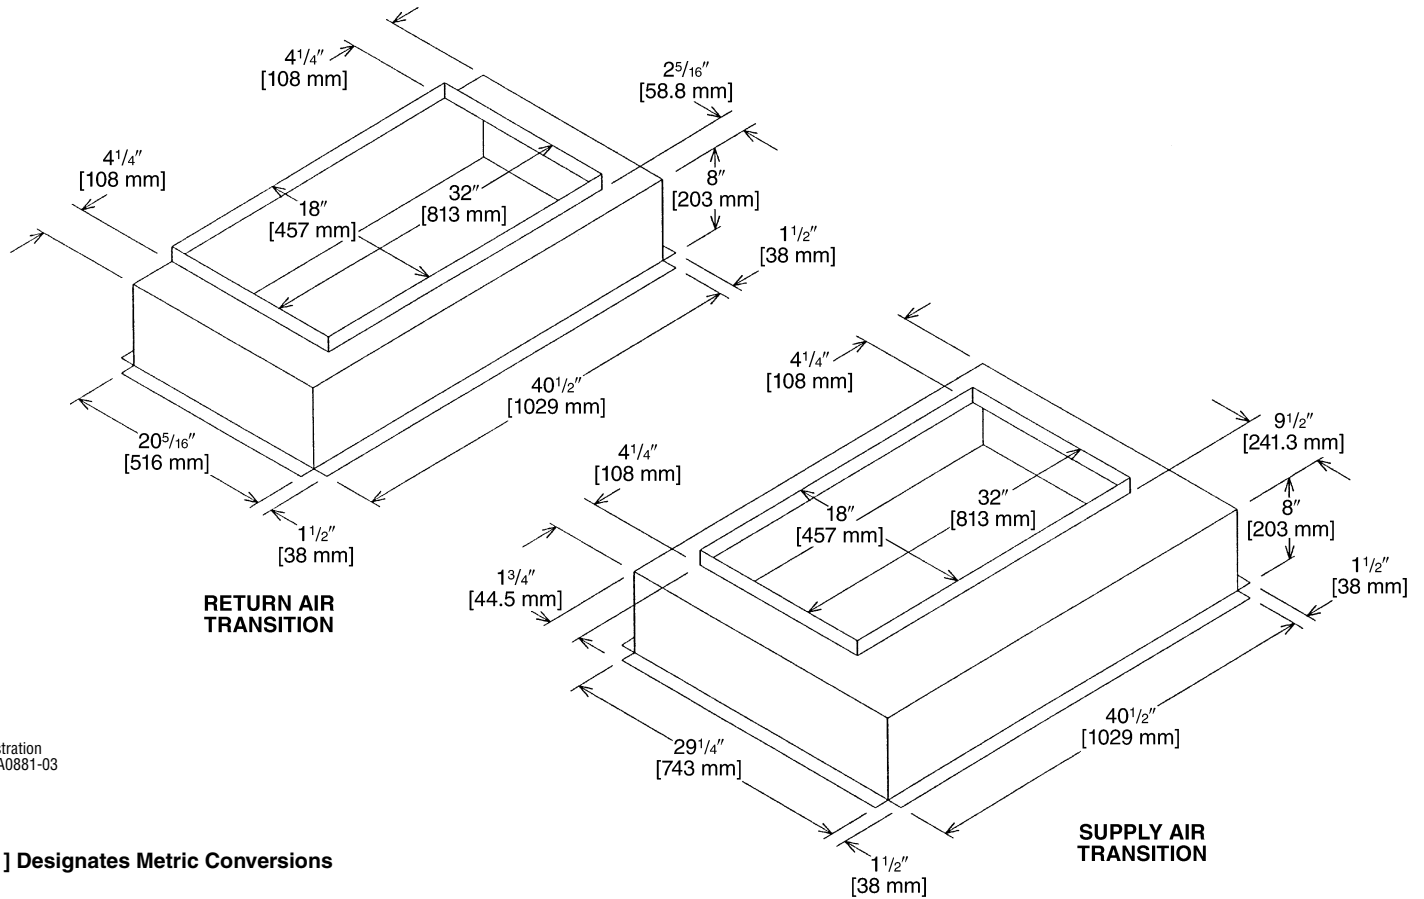 4 1/4″
[108 mm]
2 5/16″
[58.8 mm]
4 1/4″
[108 mm]
8″
[203 mm]
32″
[813 mm]
18″
[457 mm]
1 1/2″
[38 mm]
40 1/2″
[1029 mm]
20 5/16″
[516 mm]
1 1/2″
[38 mm]
RETURN AIR
TRANSITION
4 1/4″
[108 mm]
9 1/2″
[241.3 mm]
4 1/4″
[108 mm]
32″
[813 mm]
18″
[457 mm]
8″
[203 mm]
1 1/2″
[38 mm]
1 3/4″
[44.5 mm]
40 1/2″
[1029 mm]
29 1/4″
[743 mm]
1 1/2″
[38 mm]
SUPPLY AIR
TRANSITION
stration
A0881-03
] Designates Metric Conversions